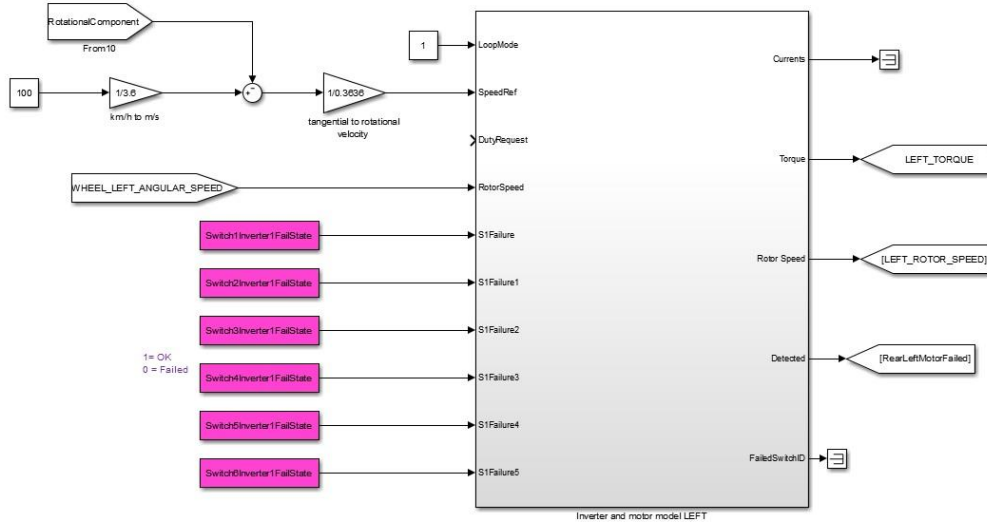 RotationalComponent
From10
100
1/3.6
km/h to m/s
+
-
1/0.3636
tangential to rotational
velocity
1
LoopMode
SpeedRef
DutyRequest
WHEEL_LEFT_ANGULAR_SPEED
RotorSpeed
Switch1Inverter1FailState
S1Failure
Switch2Inverter1FailState
S1Failure1
Switch3Inverter1FailState
S1Failure2
1= OK
0 = Failed
Switch4Inverter1FailState
S1Failure3
Switch5Inverter1FailState
S1Failure4
Switch6Inverter1FailState
S1Failure5
Currents
Torque
LEFT_TORQUE
Rotor Speed
[LEFT_ROTOR_SPEED]
Detected
[RearLeftMotorFailed]
FailedSwitchID
Inverter and motor model LEFT